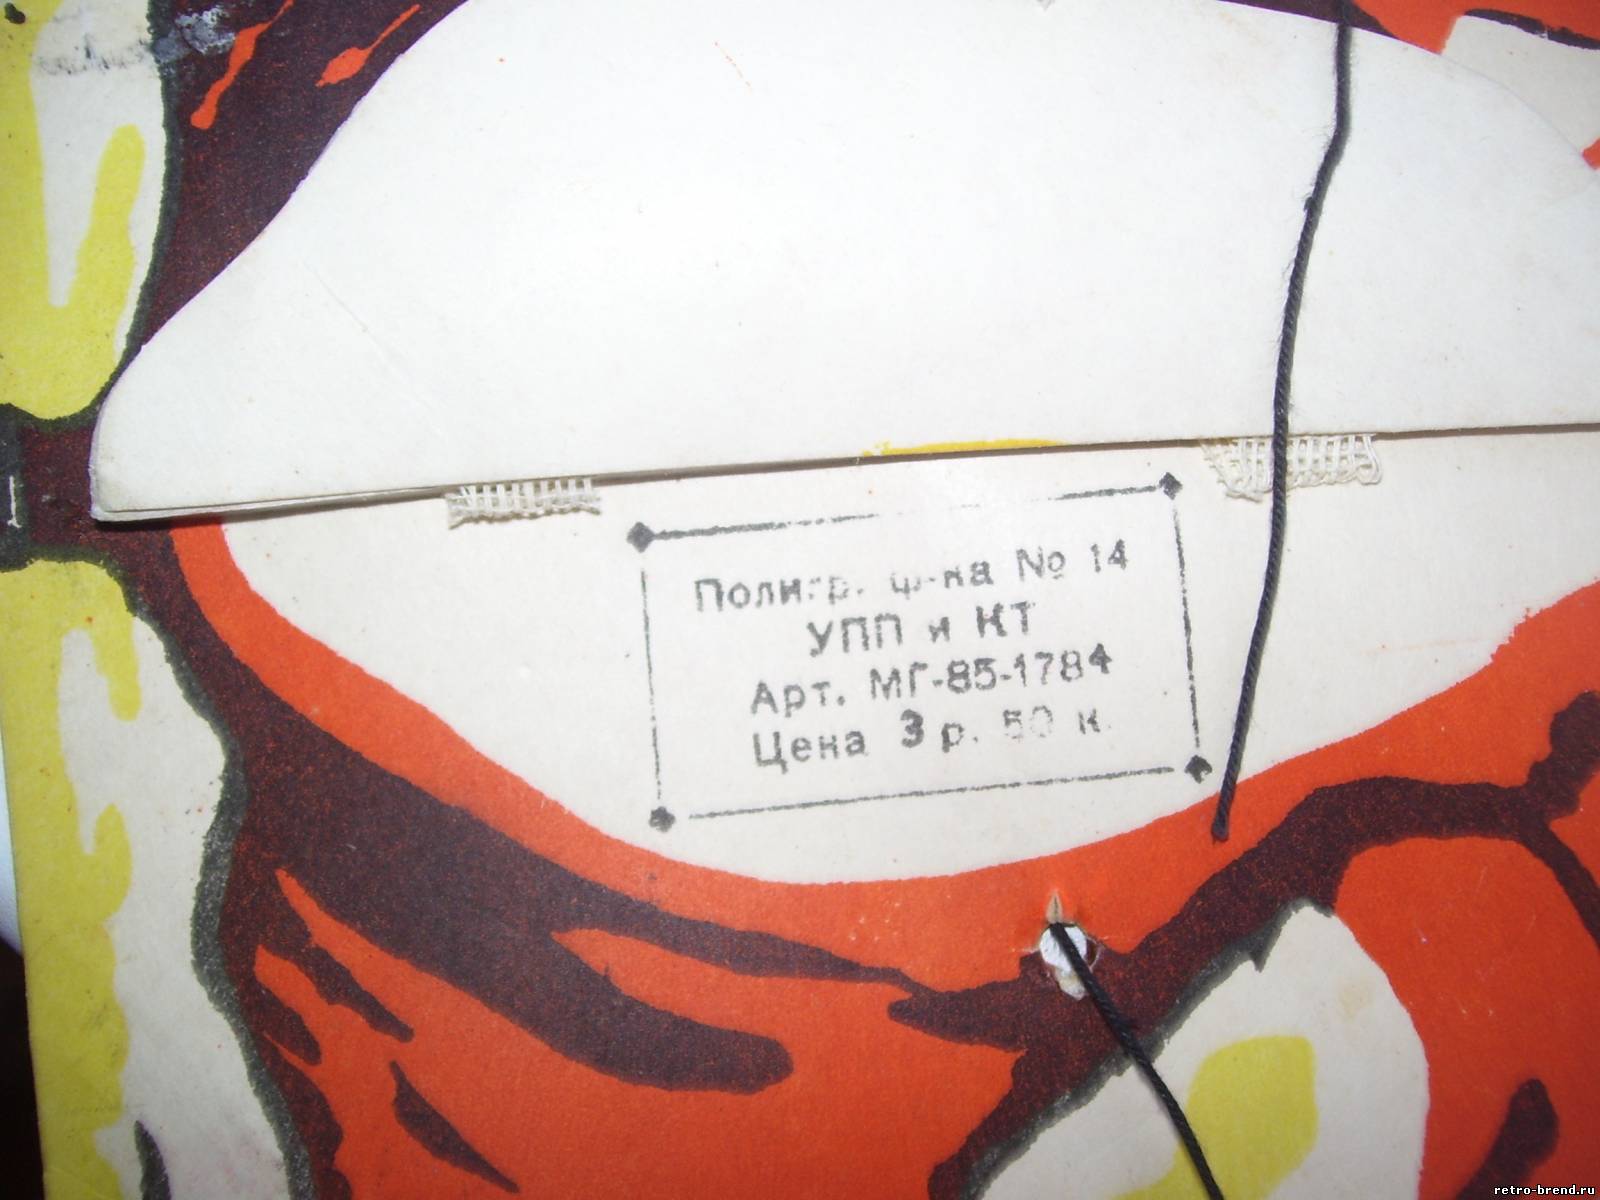 Полигр. ф-ка № 14
УПП и КТ
Арт. МГ-85-1784
Цена 3 р. 50 к.
retro-brend.ru